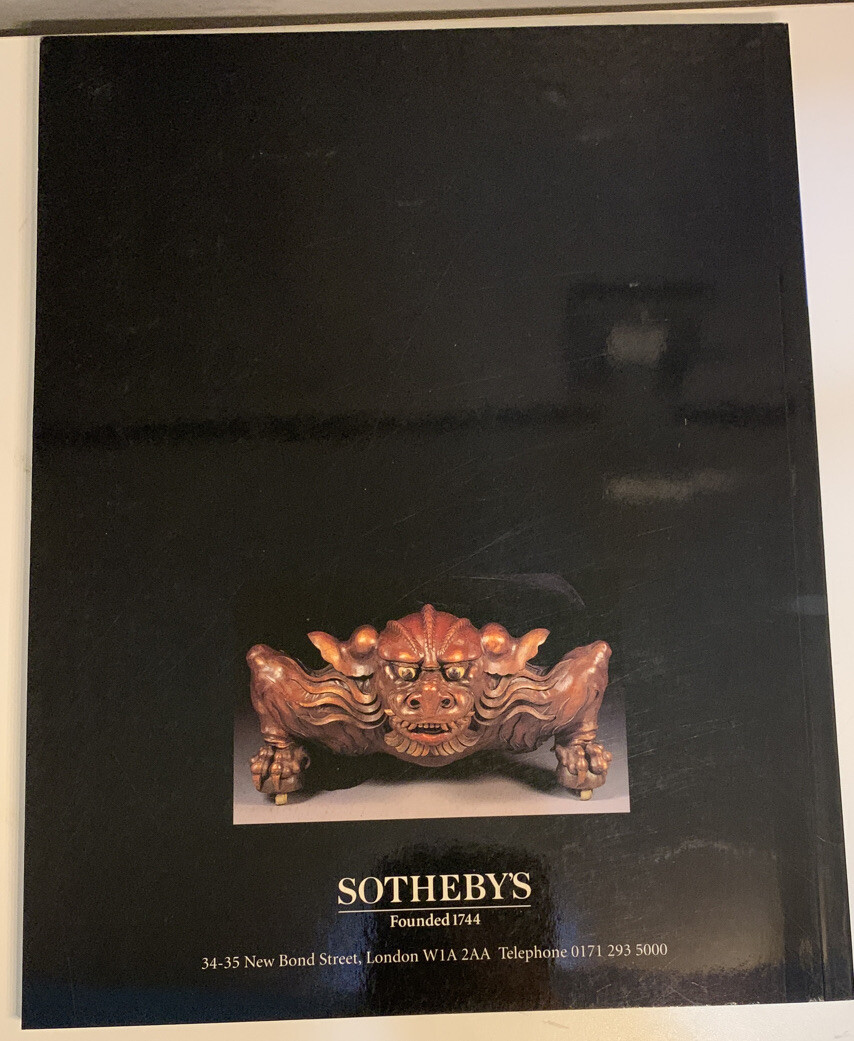 SOTHEBY'S
Founded 1744
34-35 New Bond Street, London W1A 2AA Telephone 0171 293 5000